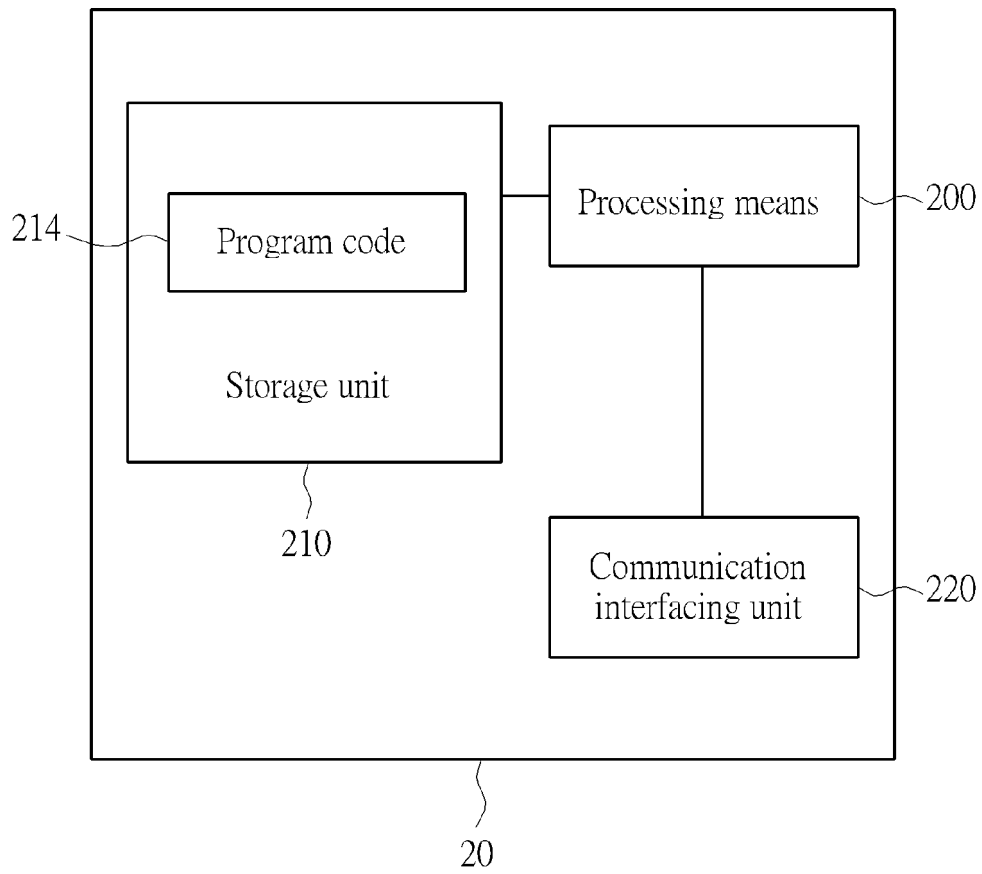 Processing means
200
214
Program code
Storage unit
210
Communication
interfacing unit
220
20